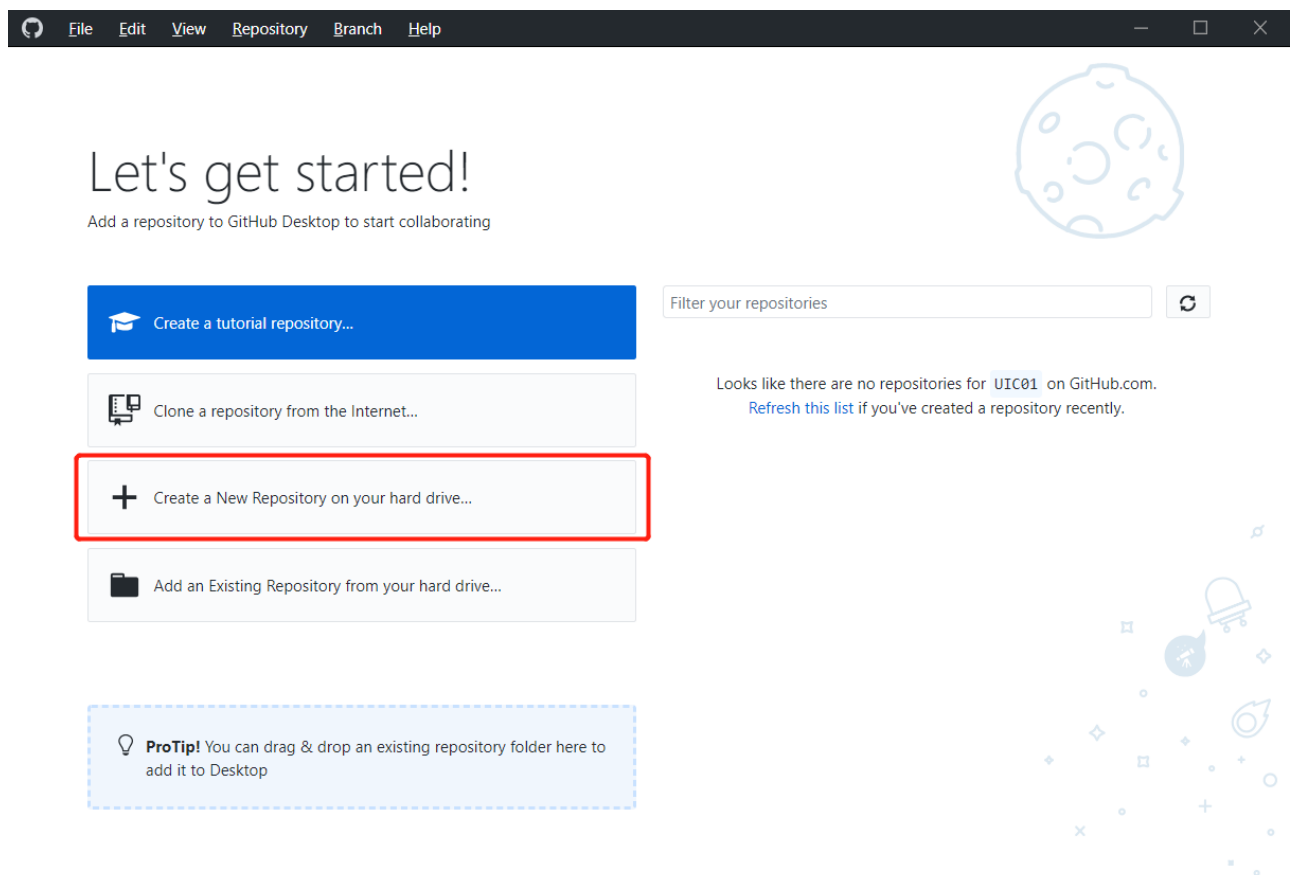 File Edit View Repository Branch Help
Let's get started!
Add a repository to GitHub Desktop to start collaborating
Create a tutorial repository...
Clone a repository from the Internet...
Create a New Repository on your hard drive...
Add an Existing Repository from your hard drive...
ProTip! You can drag & drop an existing repository folder here to
add it to Desktop
Filter your repositories
Looks like there are no repositories for UIC01 on GitHub.com.
Refresh this list if you've created a repository recently.